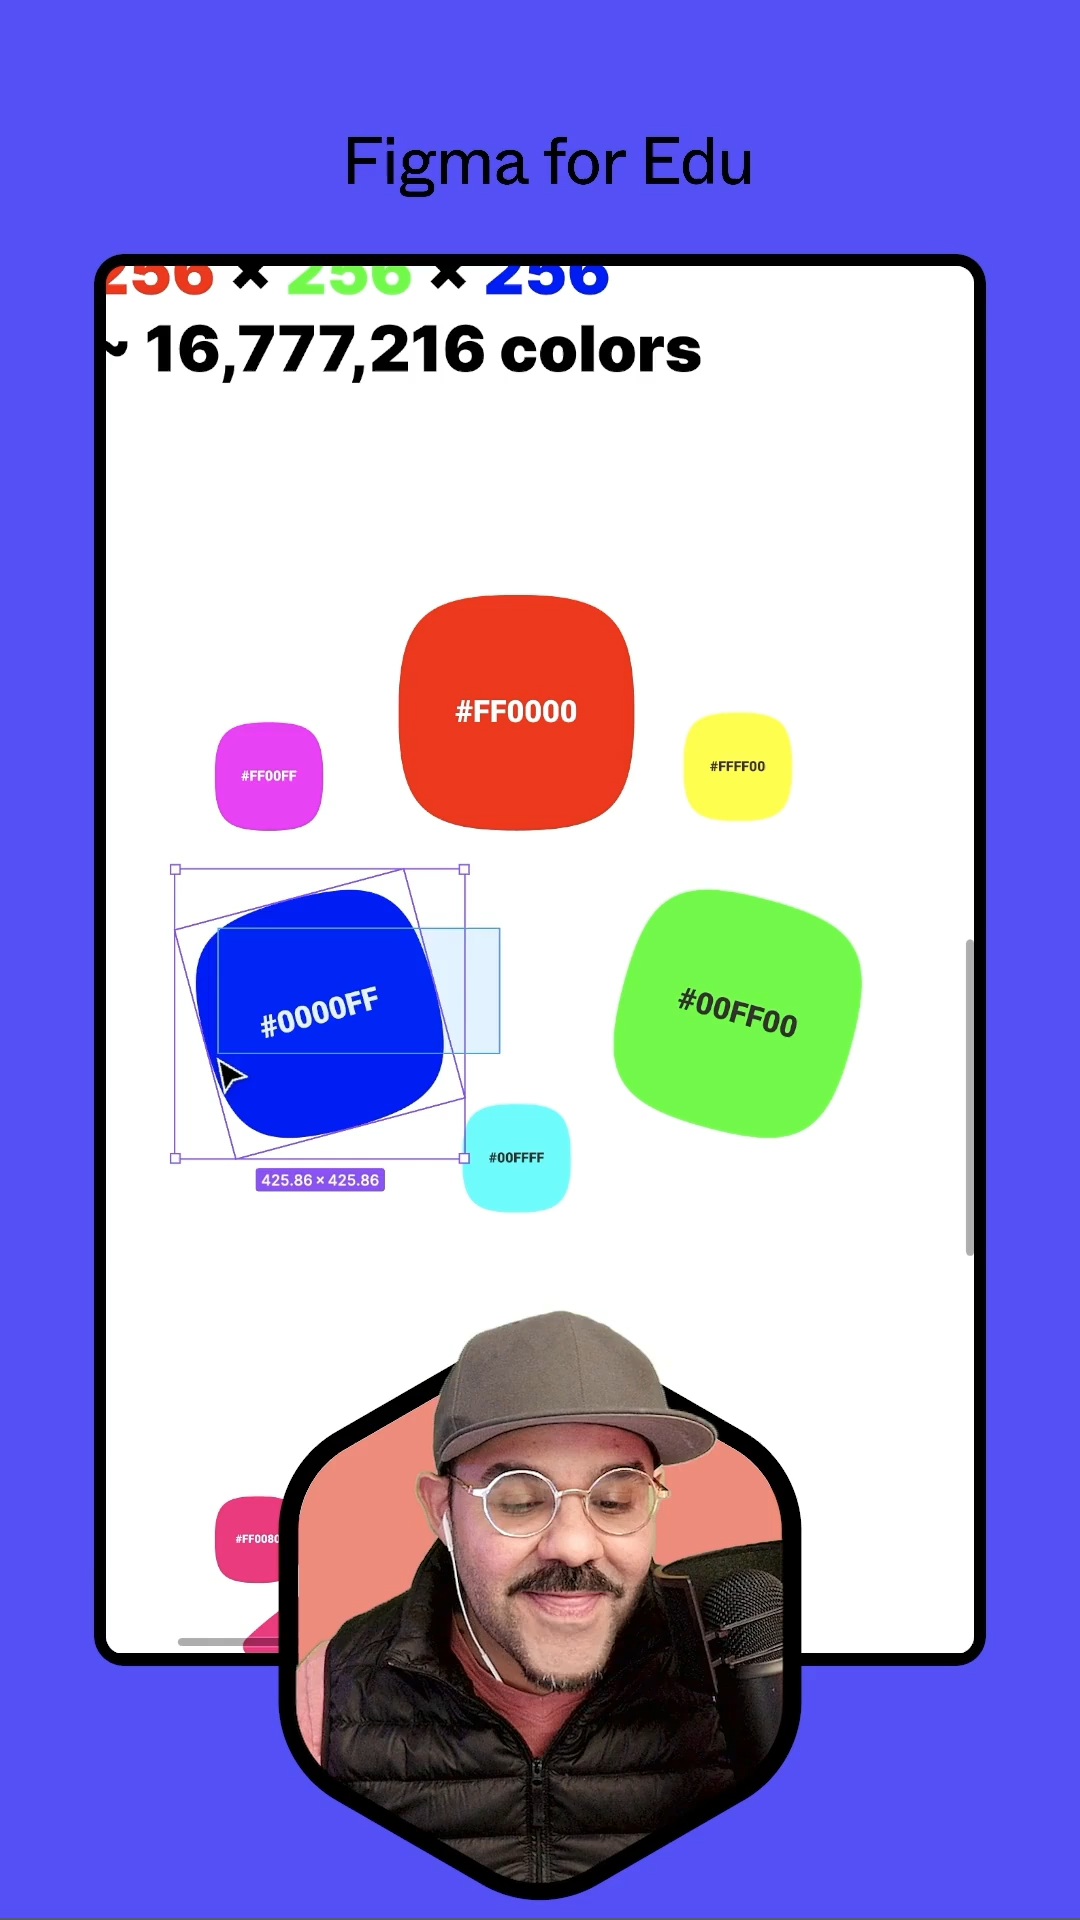 Figma for Edu
256 × 256 × 256
~ 16,777,216 colors
#FF0000
#FF00FF
#FFFF00
#0000FF
#00FF00
#00FFFF
425.86 × 425.86
#FF0080